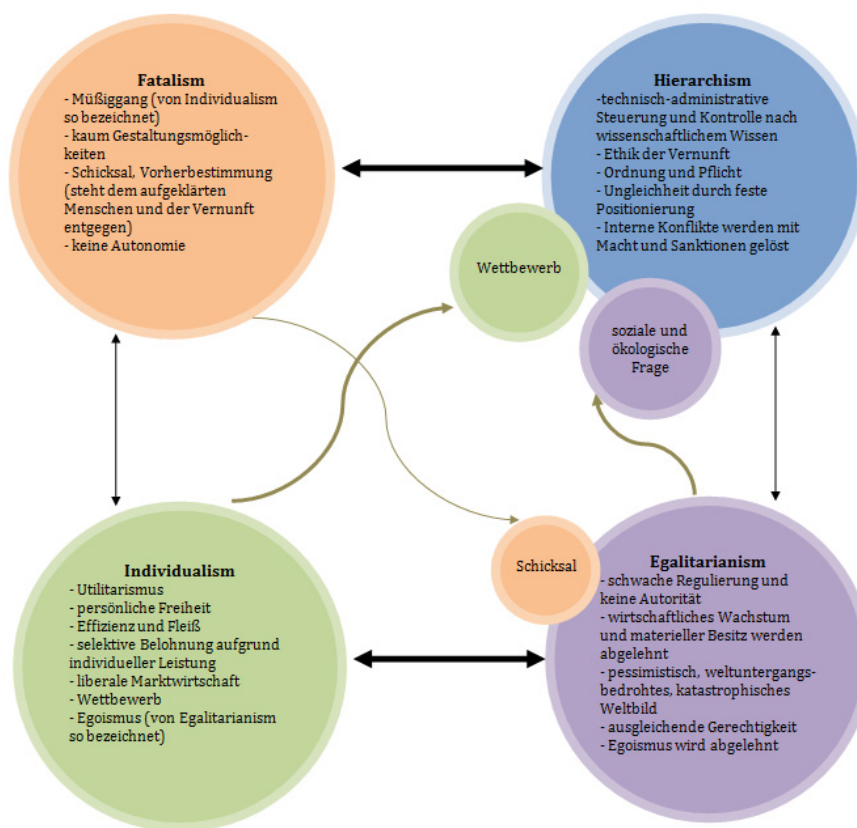 Fatalism
- Müßiggang (von Individualism
so bezeichnet)
- kaum Gestaltungsmöglich-
keiten
- Schicksal, Vorherbestimmung
(steht dem aufgeklärten
Menschen und der Vernunft
entgegen)
- keine Autonomie
Hierarchism
-technisch-administrative
Steuerung und Kontrolle nach
wissenschaftlichem Wissen
- Ethik der Vernunft
- Ordnung und Pflicht
- Ungleichheit durch feste
Positionierung
- Interne Konflikte werden mit
Macht und Sanktionen gelöst
Wettbewerb
soziale und
ökologische
Frage
Individualism
- Utilitarismus
- persönliche Freiheit
- Effizienz und Fleiß
- selektive Belohnung aufgrund
individueller Leistung
- liberale Marktwirtschaft
- Wettbewerb
- Egoismus (von Egalitarianism
so bezeichnet)
Schicksal
Egalitarianism
- schwache Regulierung und
keine Autorität
- wirtschaftliches Wachstum
und materieller Besitz werden
abgelehnt
- pessimistisch, weltuntergangs-
bedrohtes, katastrophisches
Weltbild
- ausgleichende Gerechtigkeit
- Egoismus wird abgelehnt